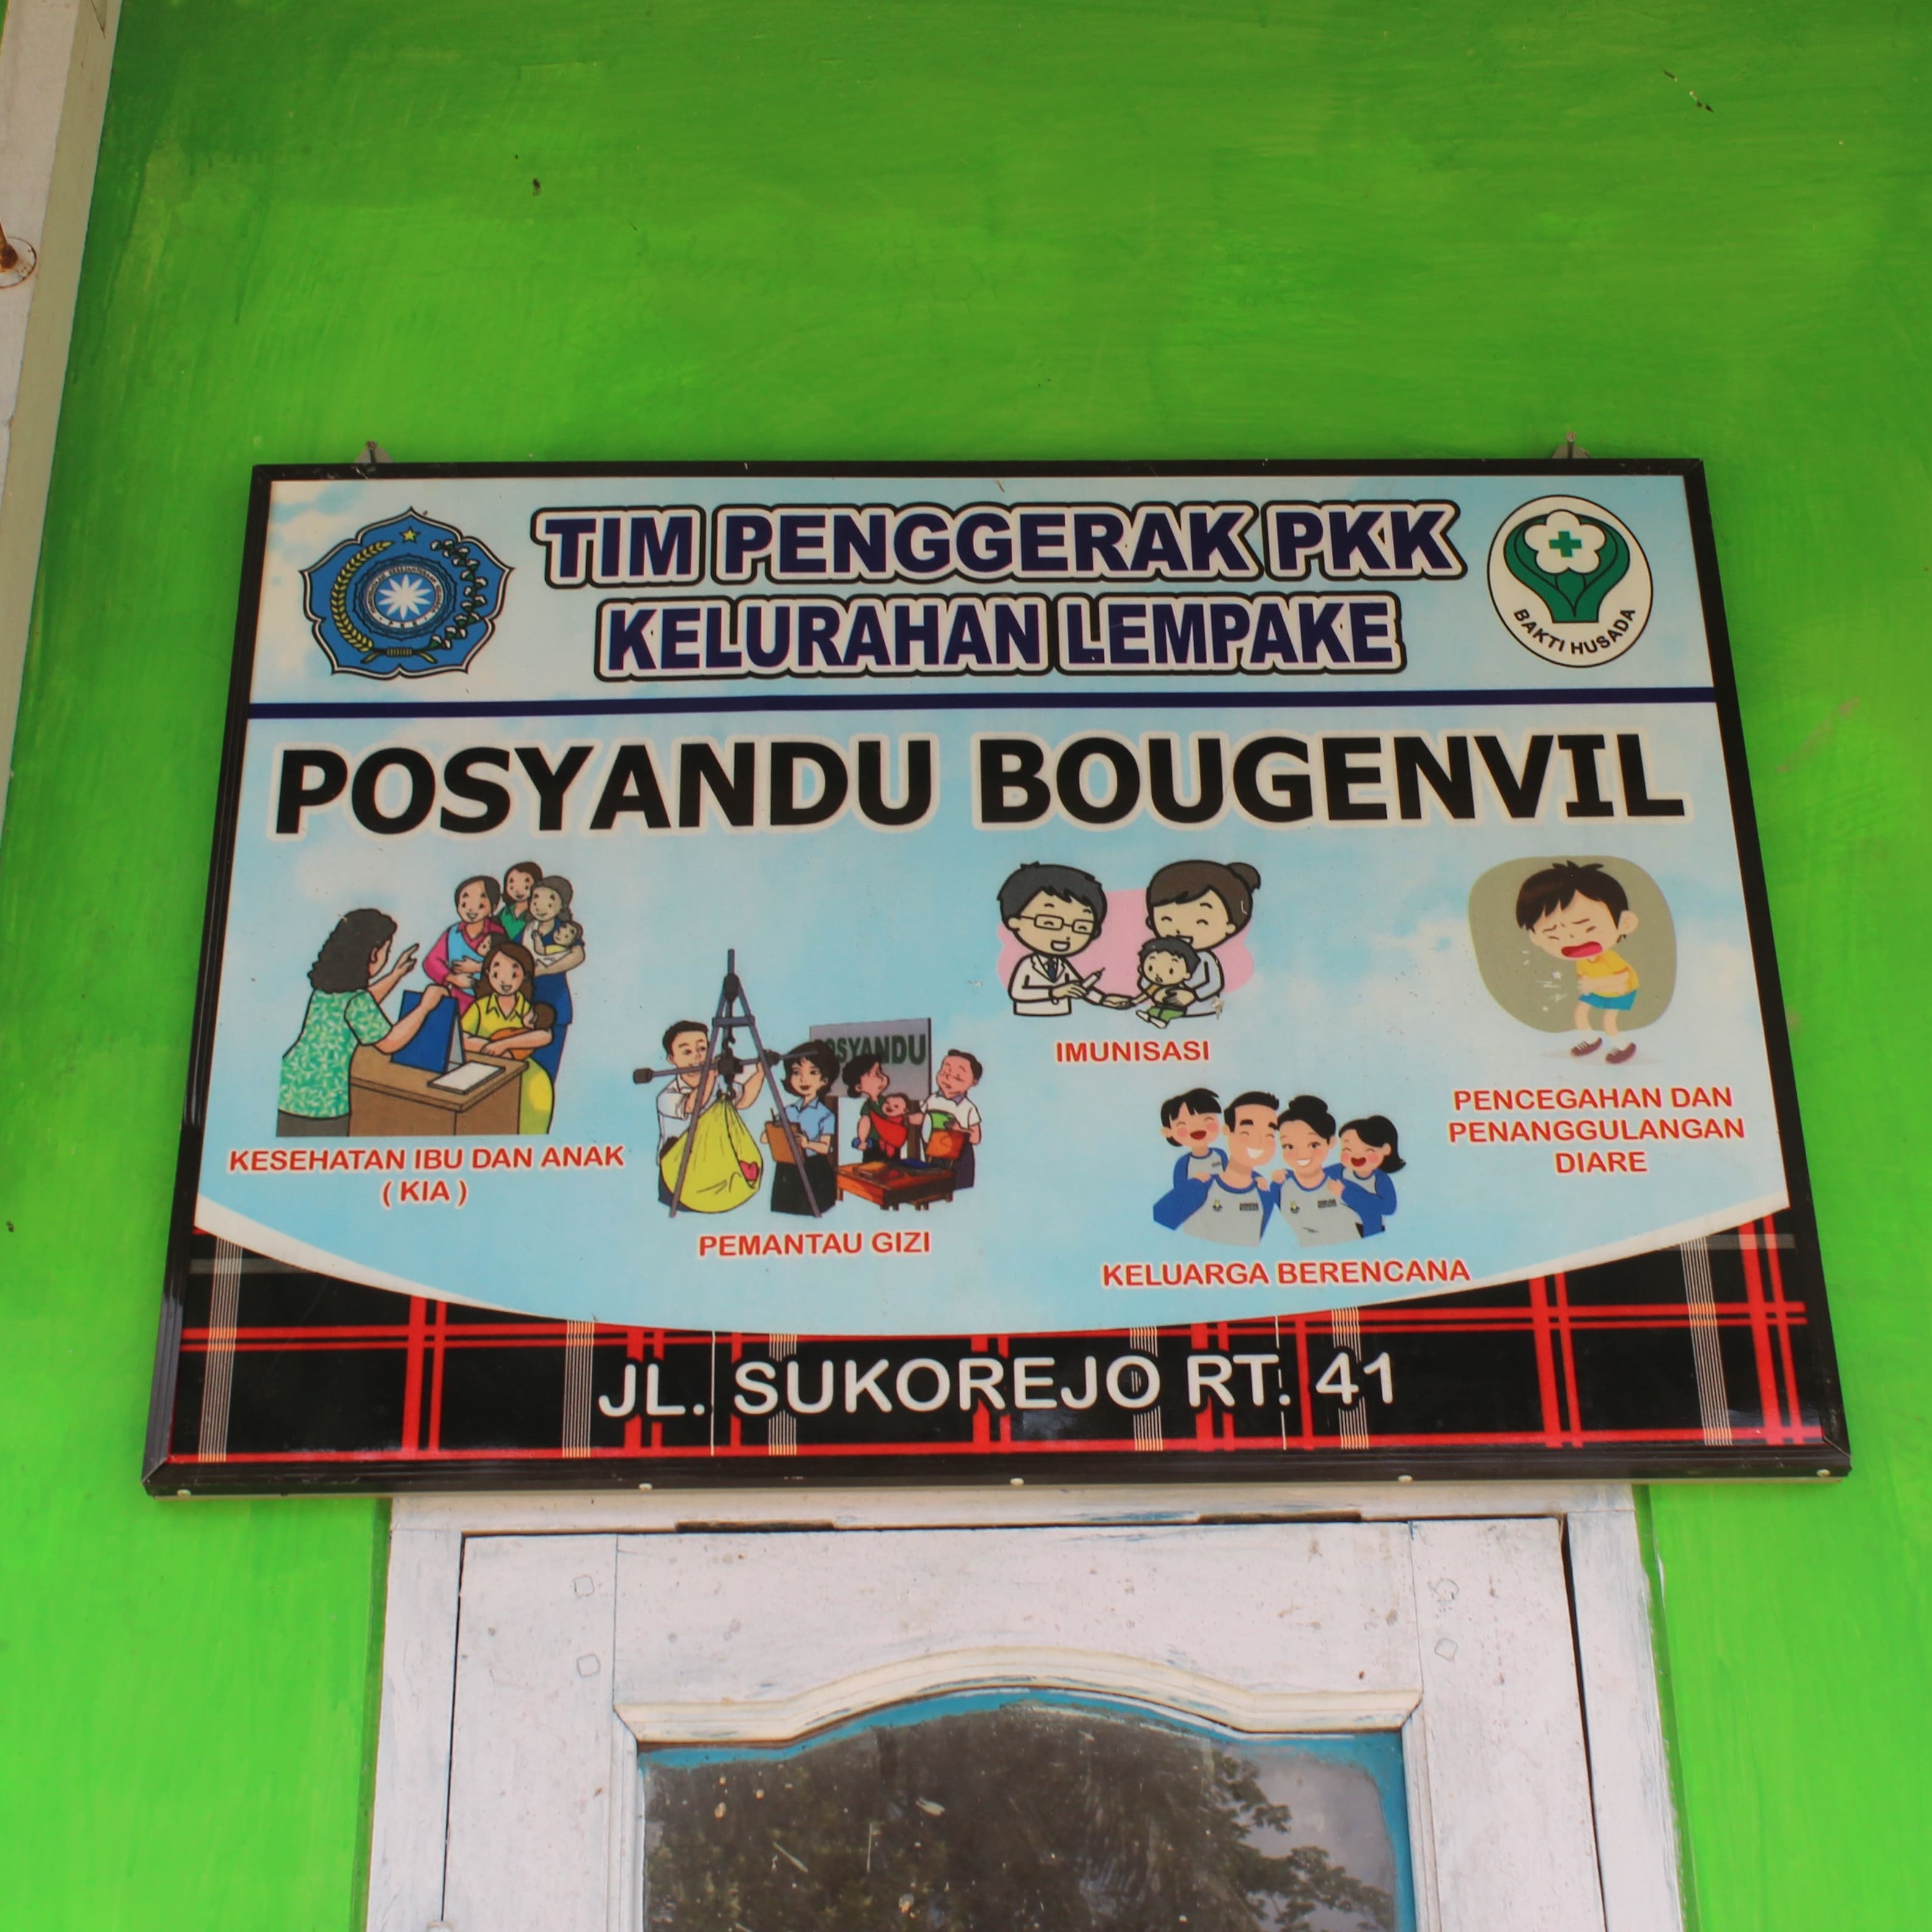 TIM PENGGERAK PKK
KELURAHAN LEMPAKE
BAKTI HUSADA
POSYANDU BOUGENVIL
KESEHATAN IBU DAN ANAK
( KIA )
POSYANDU
PEMANTAU GIZI
IMUNISASI
KELUARGA BERENCANA
PENCEGAHAN DAN
PENANGGULANGAN
DIARE
JL. SUKOREJO RT. 41